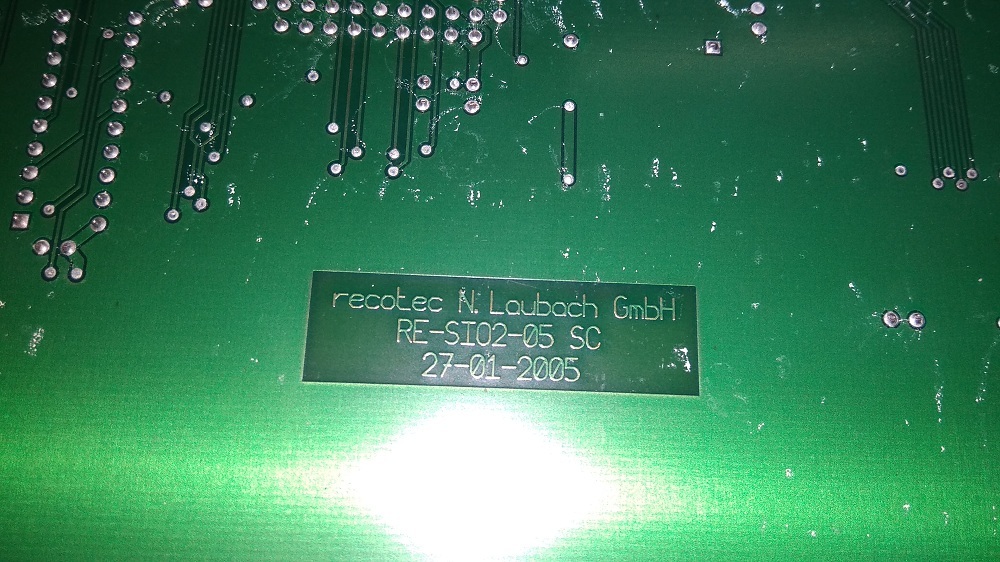 recotec N. Laubach GmbH
RE-SIO2-05 SC
27-01-2005